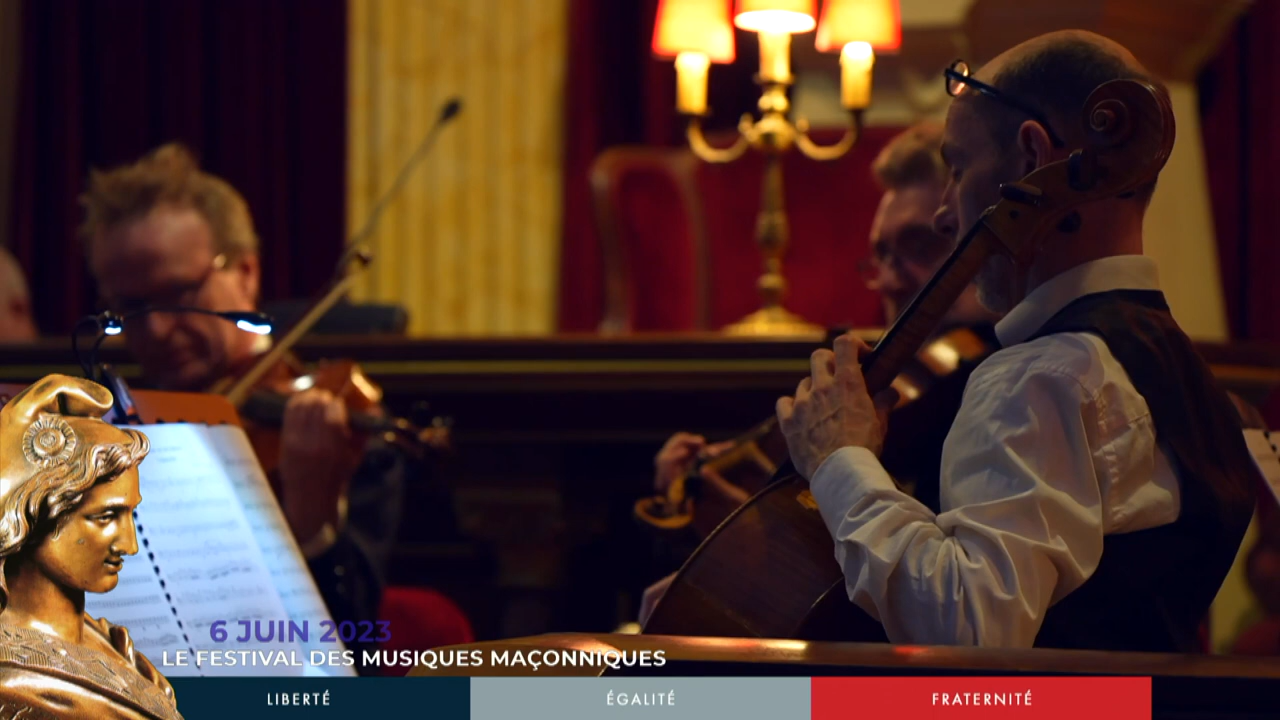 6 JUIN 2023
LE FESTIVAL DES MUSIQUES MAÇONNIQUES
LIBERTÉ ÉGALITÉ FRATERNITÉ